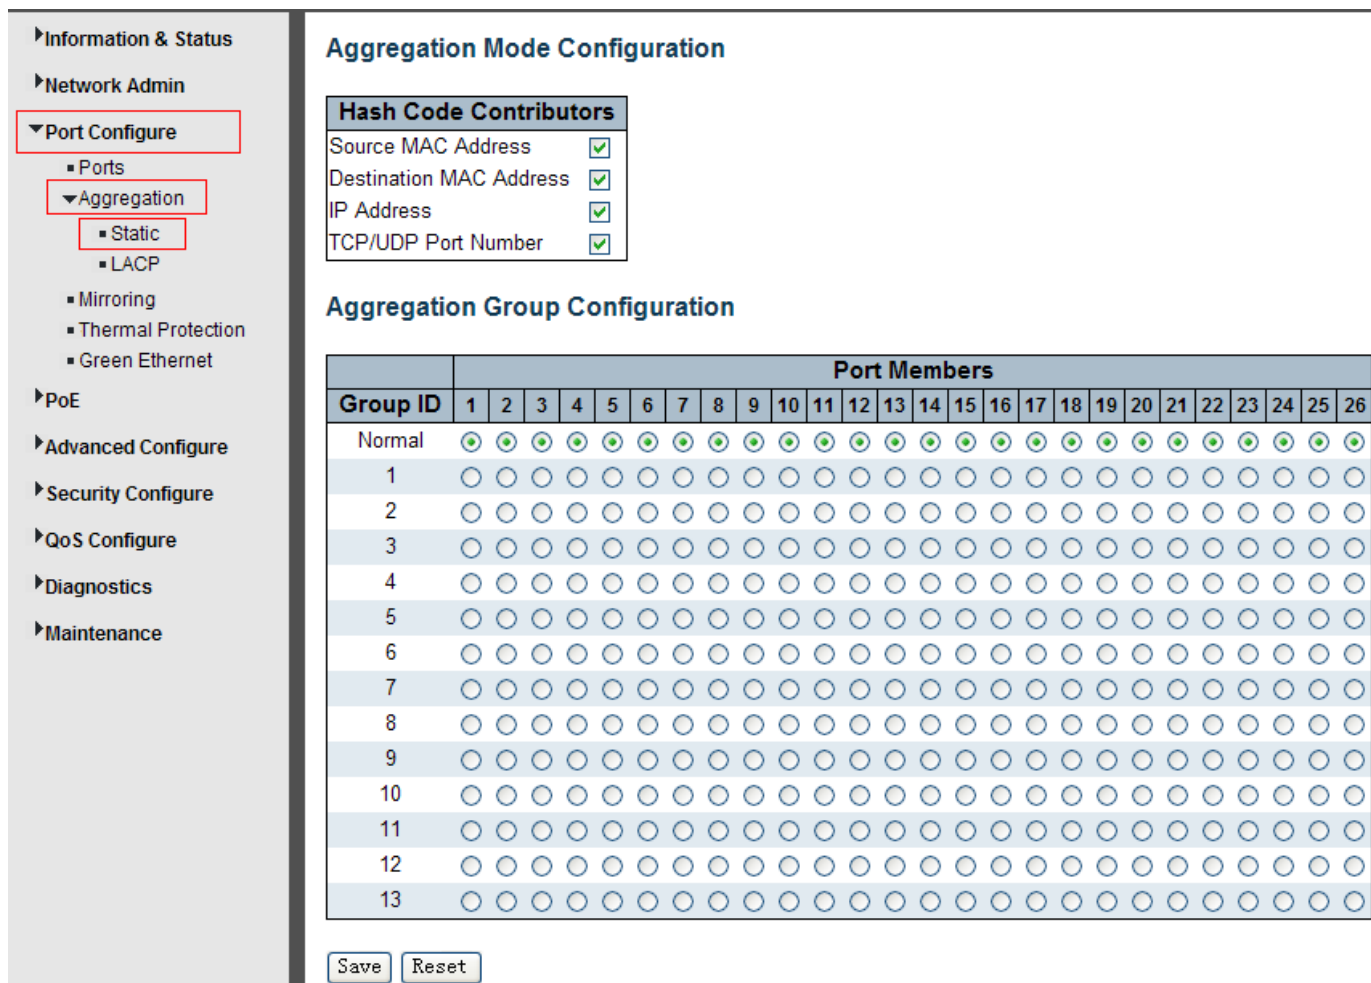 Information & Status
Network Admin
Port Configure
Ports
Aggregation
Static
LACP
Mirroring
Thermal Protection
Green Ethernet
PoE
Advanced Configure
Security Configure
QoS Configure
Diagnostics
Maintenance
Aggregation Mode Configuration
Hash Code Contributors
Source MAC Address
Destination MAC Address
IP Address
TCP/UDP Port Number
Aggregation Group Configuration
Port Members
Group ID 1 2 3 4 5 6 7 8 9 10 11 12 13 14 15 16 17 18 19 20 21 22 23 24 25 26
Normal
1
2
3
4
5
6
7
8
9
10
11
12
13
Save Reset